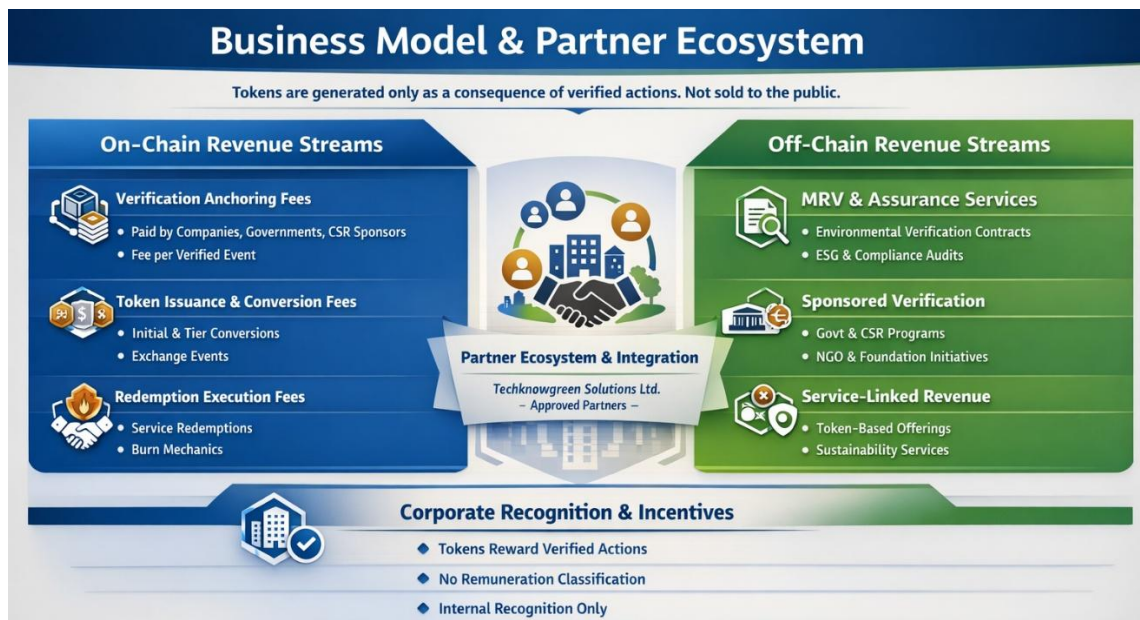 Business Model & Partner Ecosystem
Tokens are generated only as a consequence of verified actions. Not sold to the public.
On-Chain Revenue Streams
Verification Anchoring Fees
• Paid by Companies, Governments, CSR Sponsors
• Fee per Verified Event
Token Issuance & Conversion Fees
• Initial & Tier Conversions
• Exchange Events
Redemption Execution Fees
• Service Redemptions
• Burn Mechanics
Partner Ecosystem & Integration
Techknowgreen Solutions Ltd.
– Approved Partners –
Off-Chain Revenue Streams
MRV & Assurance Services
• Environmental Verification Contracts
• ESG & Compliance Audits
Sponsored Verification
• Govt & CSR Programs
• NGO & Foundation Initiatives
Service-Linked Revenue
• Token-Based Offerings
• Sustainability Services
Corporate Recognition & Incentives
◆ Tokens Reward Verified Actions
◆ No Remuneration Classification
◆ Internal Recognition Only